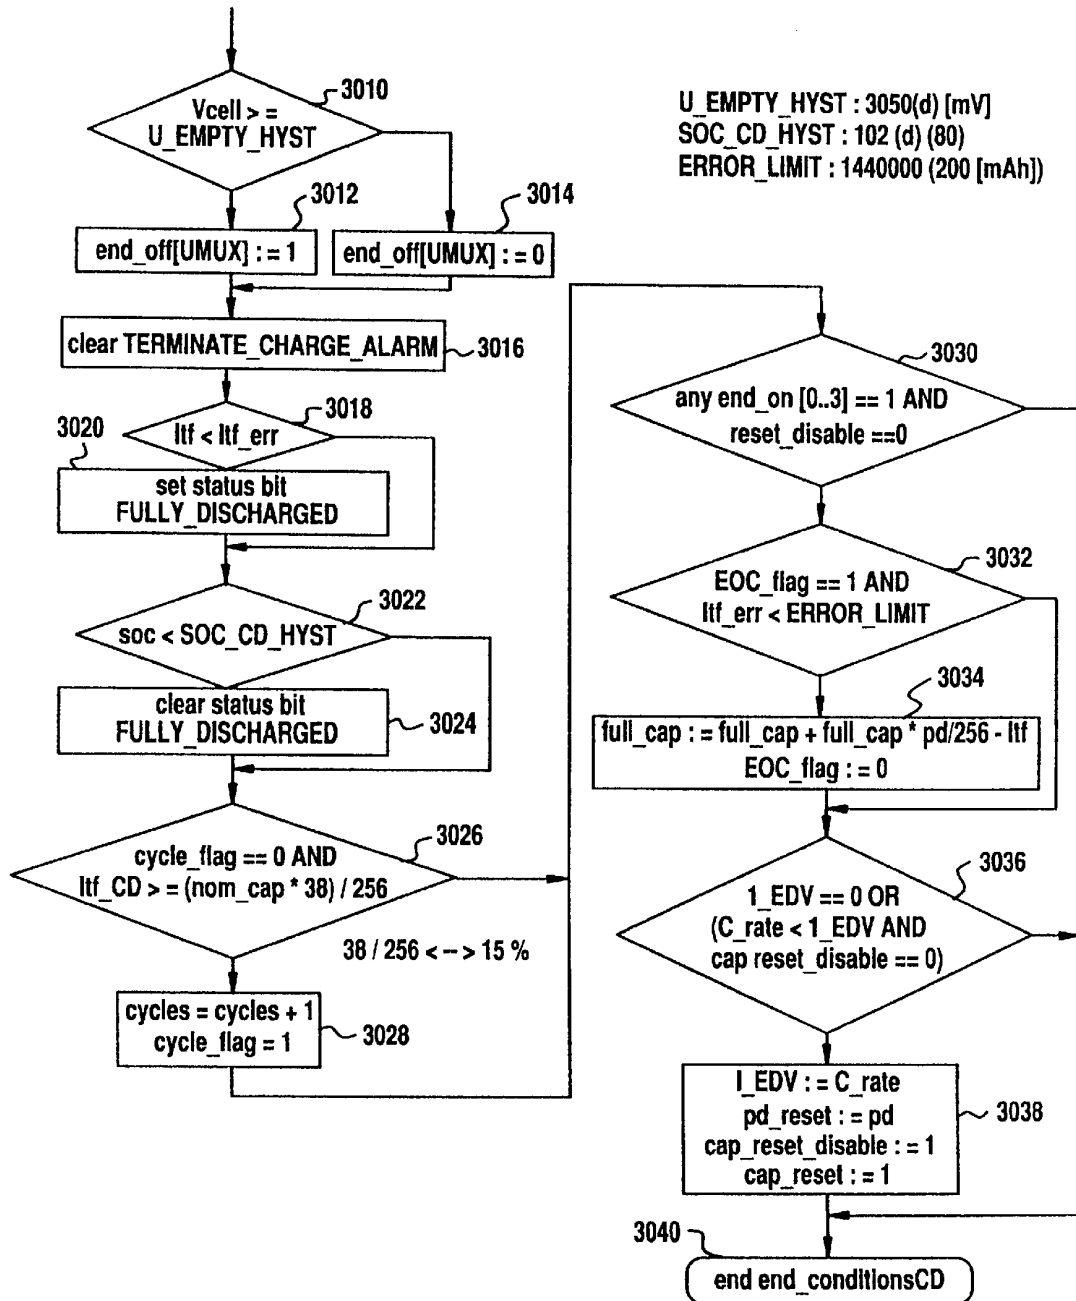 3010
Vcell > =
U_EMPTY_HYST
U_EMPTY_HYST : 3050(d) [mV]
SOC_CD_HYST : 102 (d) (80)
ERROR_LIMIT : 1440000 (200 [mAh])
3012
end_off[UMUX] : = 1
3014
end_off[UMUX] : = 0
clear TERMINATE_CHARGE_ALARM
3016
3018
ltf < ltf_err
3020
set status bit
FULLY_DISCHARGED
3022
soc < SOC_CD_HYST
clear status bit
FULLY_DISCHARGED
3024
3026
cycle_flag == 0 AND
ltf_CD > = (nom_cap * 38) / 256
38 / 256 < -- > 15 %
cycles = cycles + 1
cycle_flag = 1
3028
3030
any end_on [0..3] == 1 AND
reset_disable ==0
3032
EOC_flag == 1 AND
ltf_err < ERROR_LIMIT
3034
full_cap : = full_cap + full_cap * pd/256 - ltf
EOC_flag : = 0
3036
1_EDV == 0 OR
(C_rate < 1_EDV AND
cap reset_disable == 0)
I_EDV : = C_rate
pd_reset : = pd
cap_reset_disable : = 1
cap_reset : = 1
3038
3040
end end_conditionsCD